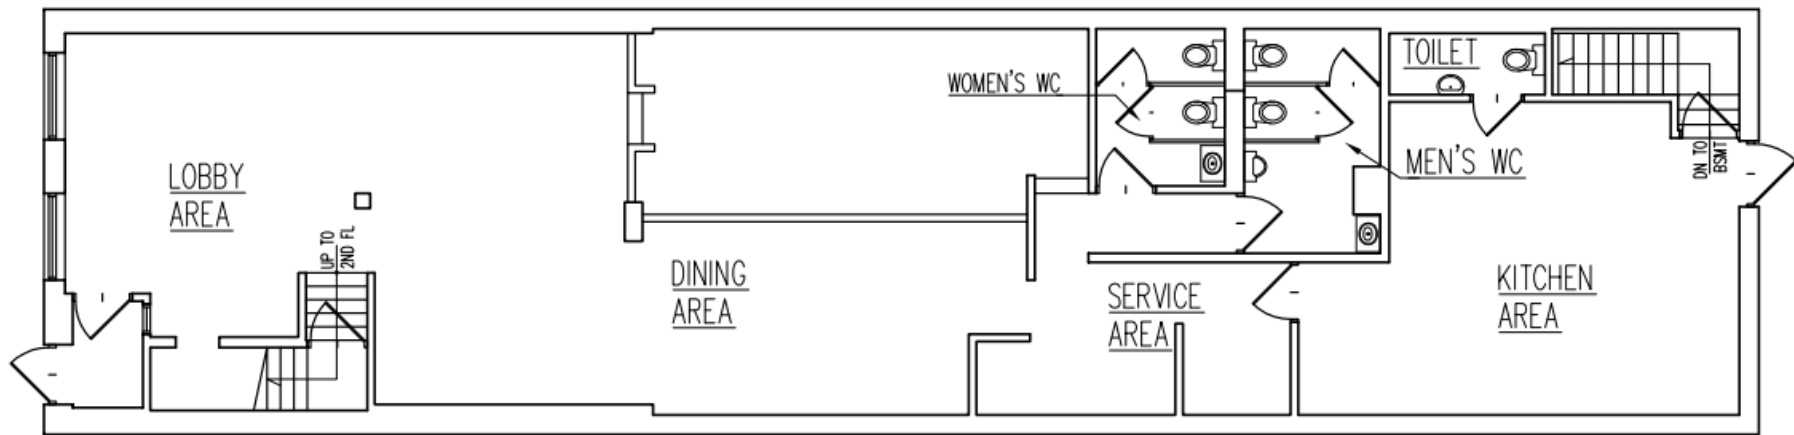 LOBBY
AREA
UP TO
2ND FL
DINING
AREA
WOMEN'S WC
SERVICE
AREA
MEN'S WC
TOILET
KITCHEN
AREA
DN TO
BSMT